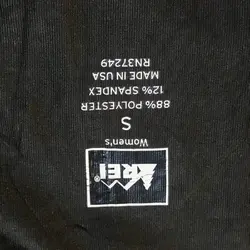 REI®
Women's
S
88% POLYESTER
12% SPANDEX
MADE IN USA
RN37249